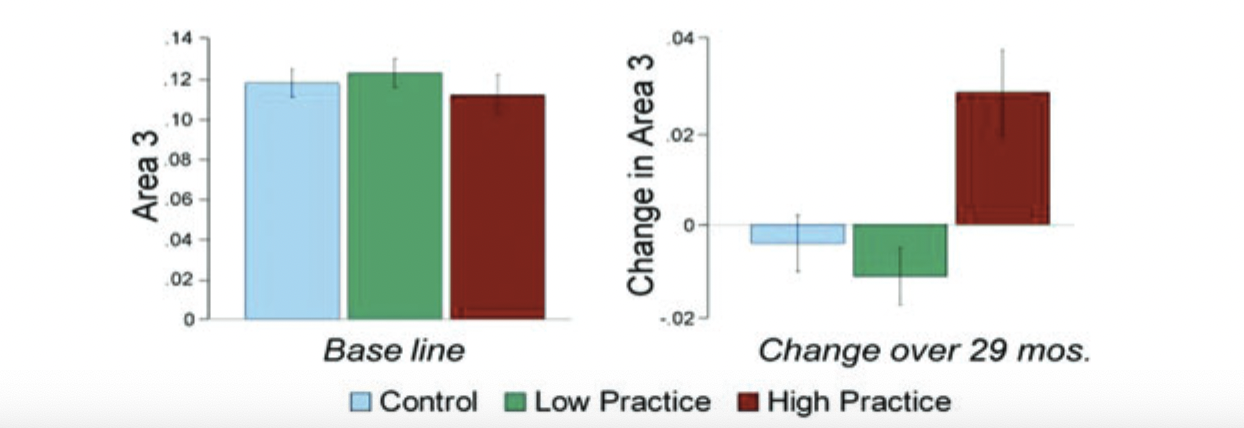 .14
.12
.10
.08
.06
.04
.02
0
Area 3
Base line
.04
.02
0
-.02
Change in Area 3
Change over 29 mos.
Control Low Practice High Practice